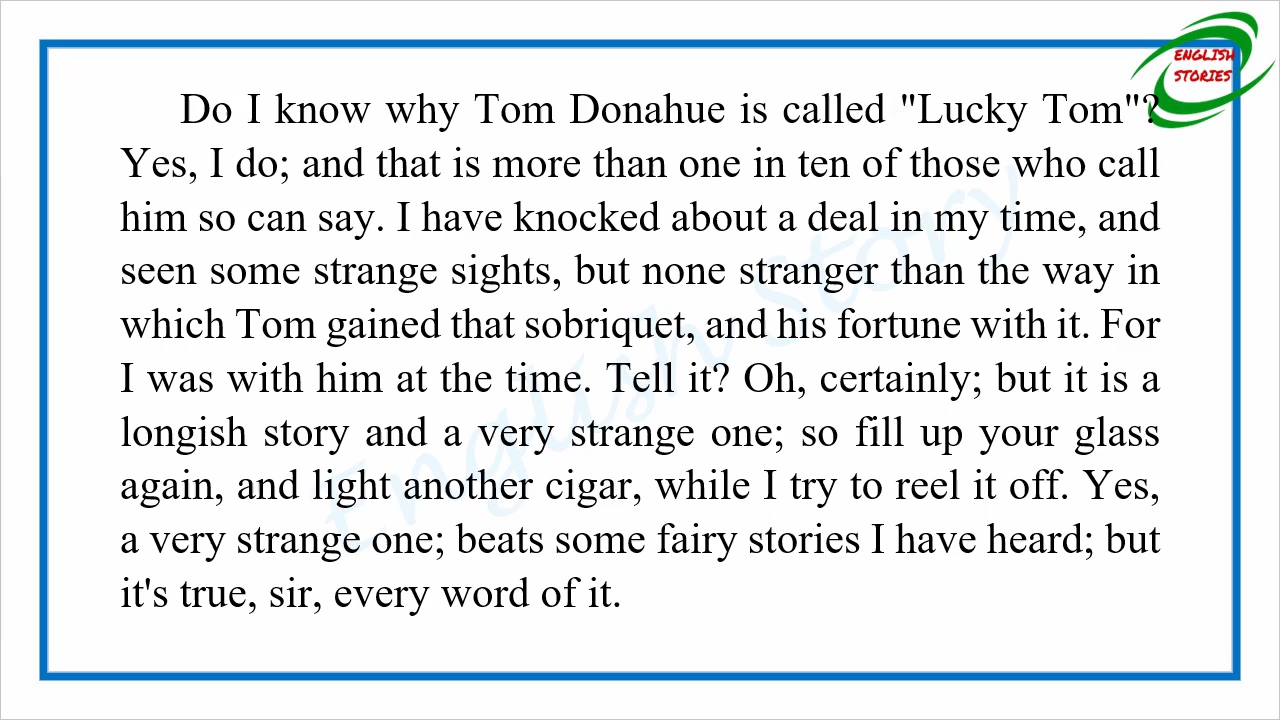 ENGLISH
STORIES
Do I know why Tom Donahue is called "Lucky Tom"?
Yes, I do; and that is more than one in ten of those who call
him so can say. I have knocked about a deal in my time, and
seen some strange sights, but none stranger than the way in
which Tom gained that sobriquet, and his fortune with it. For
I was with him at the time. Tell it? Oh, certainly; but it is a
longish story and a very strange one; so fill up your glass
again, and light another cigar, while I try to reel it off. Yes,
a very strange one; beats some fairy stories I have heard; but
it's true, sir, every word of it.
English Story